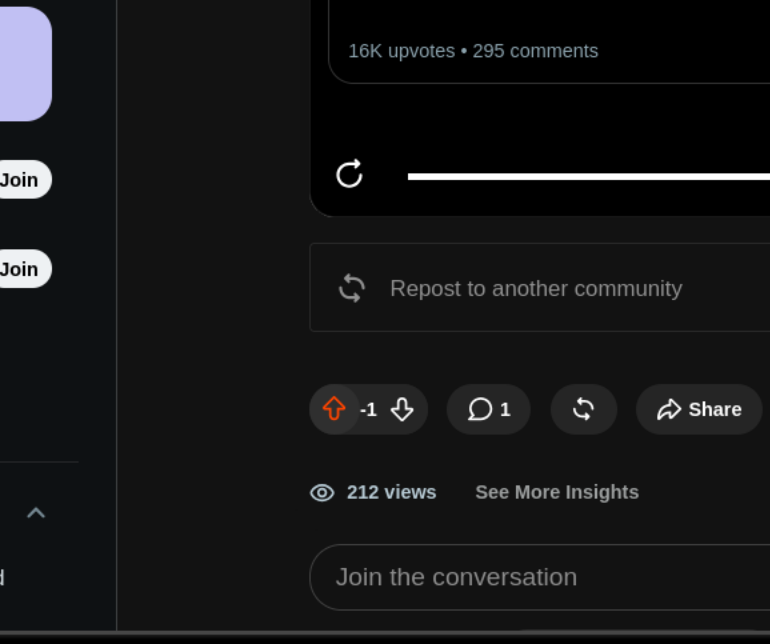 16K upvotes • 295 comments
Join
Join
Repost to another community
-1
1
Share
212 views
See More Insights
d
Join the conversation